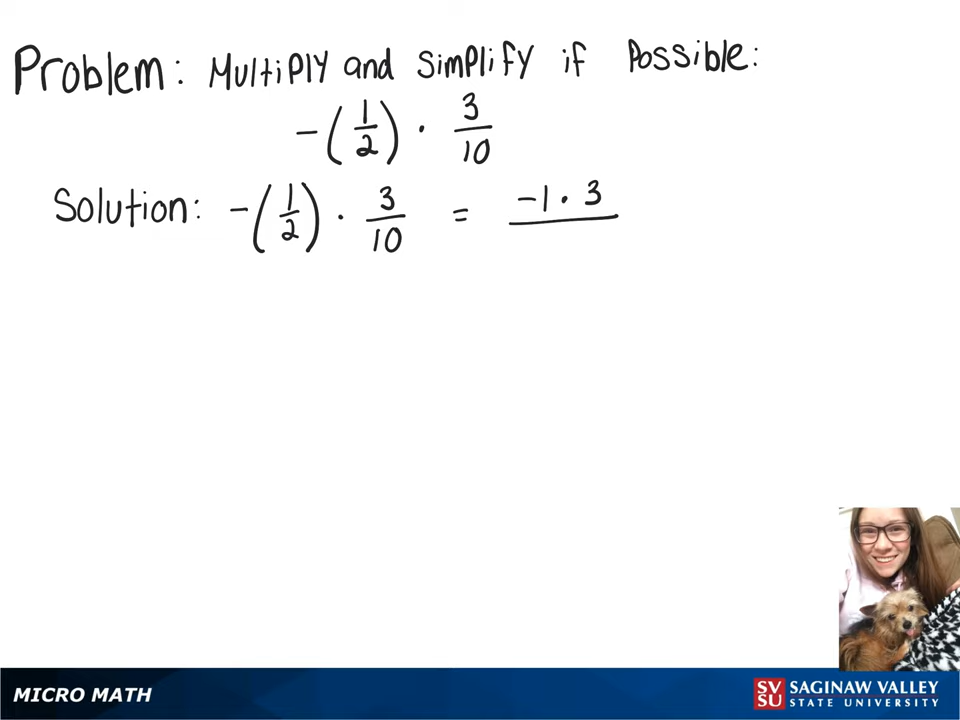 Problem: Multiply and simplify if possible:
-(1/2) · 3/10
Solution: -(1/2) · 3/10 = -1 · 3
MICRO MATH
SVSU SAGINAW VALLEY STATE UNIVERSITY